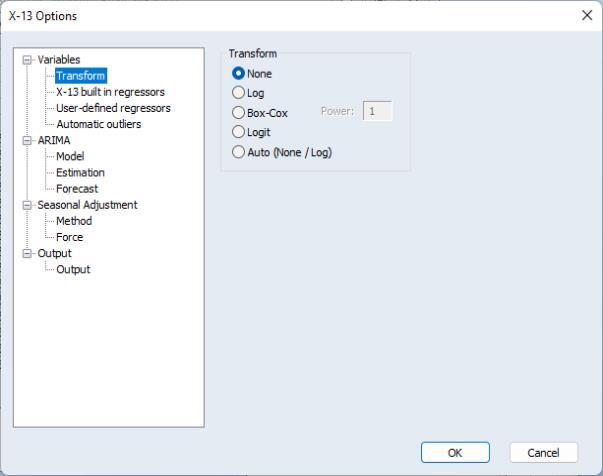 X-13 Options
Variables
Transform
X-13 built in regressors
User-defined regressors
Automatic outliers
ARIMA
Model
Estimation
Forecast
Seasonal Adjustment
Method
Force
Output
Output
Transform
None
Log
Box-Cox Power: 1
Logit
Auto (None / Log)
OK Cancel